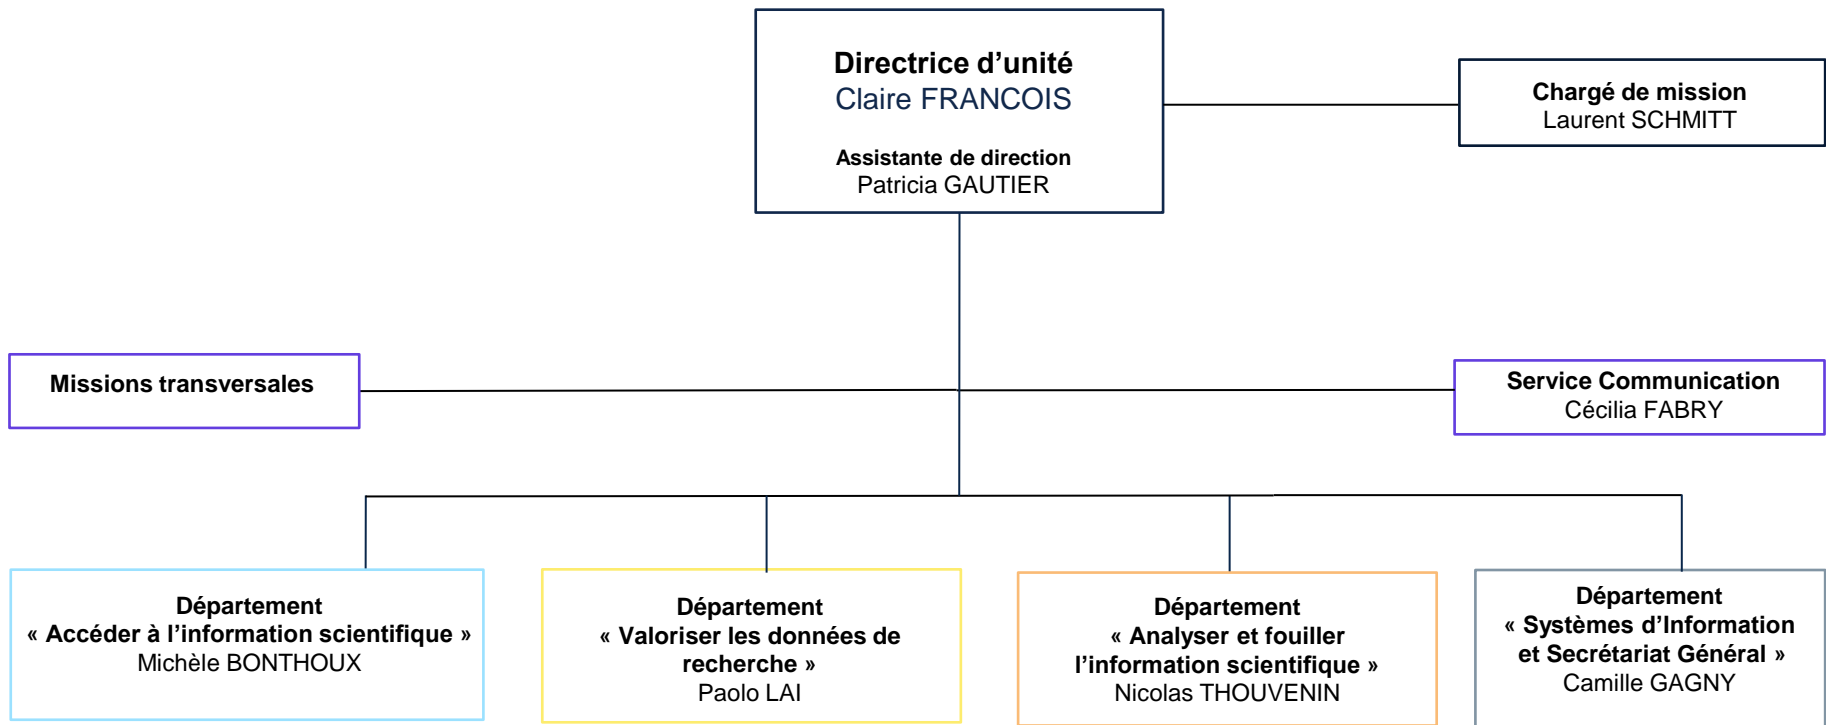 Directrice d’unité
Claire FRANCOIS
Assistante de direction
Patricia GAUTIER
Chargé de mission
Laurent SCHMITT
Missions transversales
Service Communication
Cécilia FABRY
Département
« Accéder à l’information scientifique »
Michèle BONTHOUX
Département
« Valoriser les données de
recherche »
Paolo LAI
Département
« Analyser et fouiller
l’information scientifique »
Nicolas THOUVENIN
Département
« Systèmes d’Information
et Secrétariat Général »
Camille GAGNY